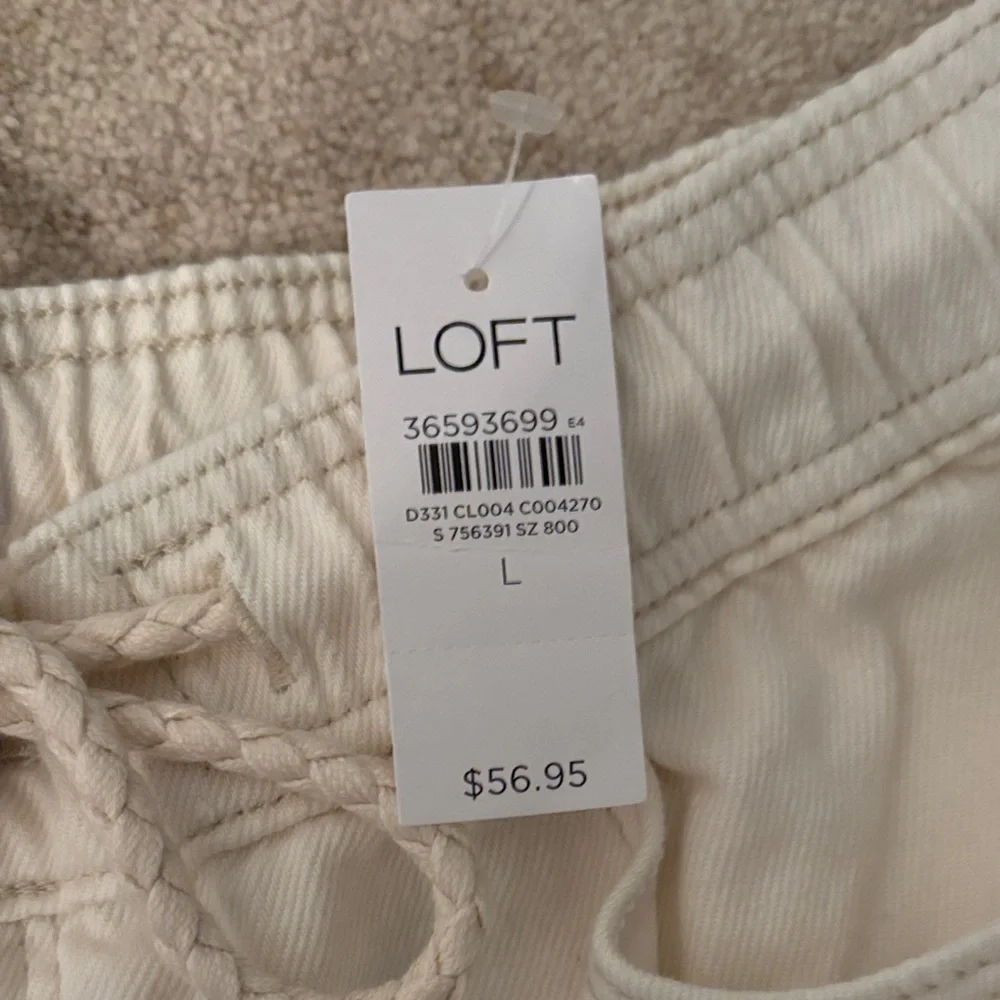 LOFT
36593699 E4
D331 CL004 C004270
S 756391 SZ 800
L
$56.95